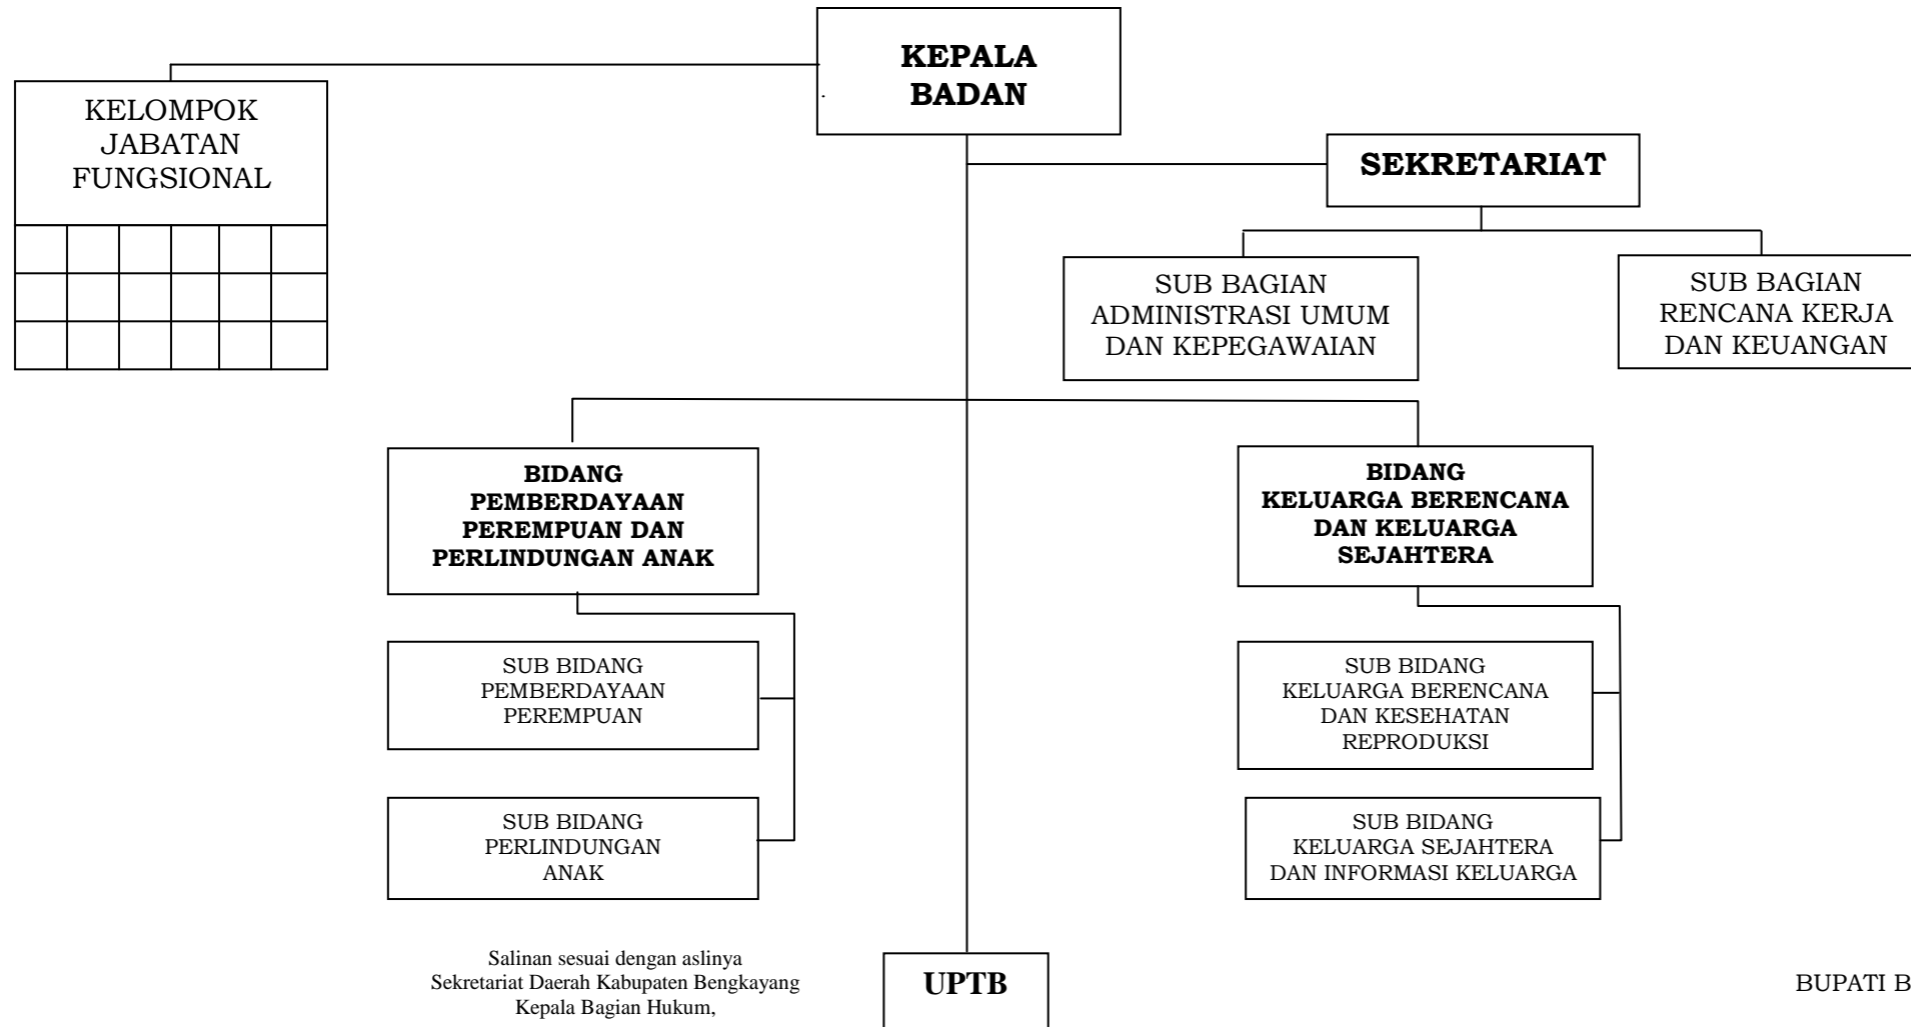 KEPALA
BADAN
KELOMPOK
JABATAN
FUNGSIONAL
SEKRETARIAT
SUB BAGIAN
ADMINISTRASI UMUM
DAN KEPEGAWAIAN
SUB BAGIAN
RENCANA KERJA
DAN KEUANGAN
BIDANG
PEMBERDAYAAN
PEREMPUAN DAN
PERLINDUNGAN ANAK
BIDANG
KELUARGA BERENCANA
DAN KELUARGA
SEJAHTERA
SUB BIDANG
PEMBERDAYAAN
PEREMPUAN
SUB BIDANG
KELUARGA BERENCANA
DAN KESEHATAN
REPRODUKSI
SUB BIDANG
PERLINDUNGAN
ANAK
SUB BIDANG
KELUARGA SEJAHTERA
DAN INFORMASI KELUARGA
Salinan sesuai dengan aslinya
Sekretariat Daerah Kabupaten Bengkayang
Kepala Bagian Hukum,
UPTB
BUPATI B